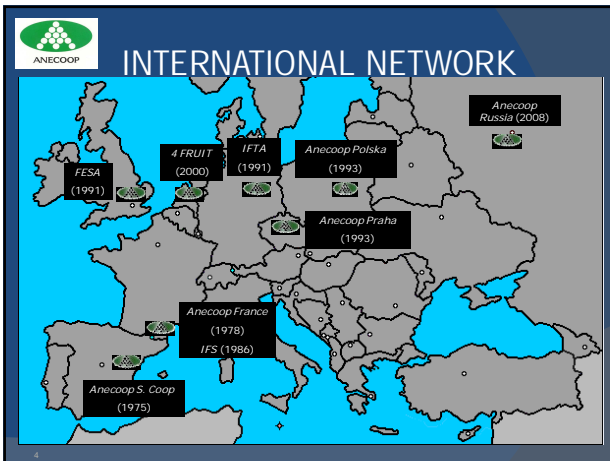 ANECOOP
INTERNATIONAL NETWORK
Anecoop
Russia (2008)
4 FRUIT
(2000)
IFTA
(1991)
Anecoop Polska
(1993)
FESA
(1991)
Anecoop Praha
(1993)
Anecoop France
(1978)
IFS (1986)
Anecoop S. Coop
(1975)
4